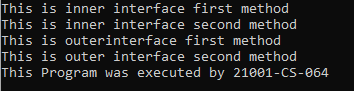 This is inner interface first method
This is inner interface second method
This is outerinterface first method
This is outer interface second method
This Program was executed by 21001-CS-064